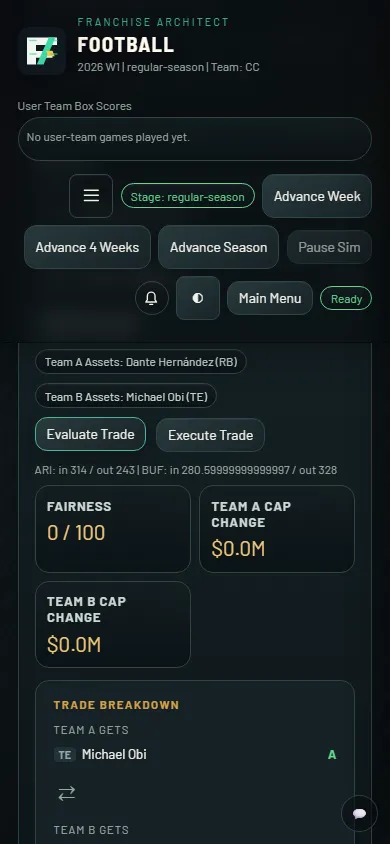 FRANCHISE ARCHITECT
FOOTBALL
2026 W1 | regular-season | Team: CC
User Team Box Scores
No user-team games played yet.
Stage: regular-season
Advance Week
Advance 4 Weeks
Advance Season
Pause Sim
Main Menu
Ready
Team A Assets: Dante Hernández (RB)
Team B Assets: Michael Obi (TE)
Evaluate Trade
Execute Trade
ARI: in 314 / out 243 | BUF: in 280.59999999999997 / out 328
FAIRNESS
0 / 100
TEAM A CAP
CHANGE
$0.0M
TEAM B CAP
CHANGE
$0.0M
TRADE BREAKDOWN
TEAM A GETS
TE Michael Obi A
TEAM B GETS